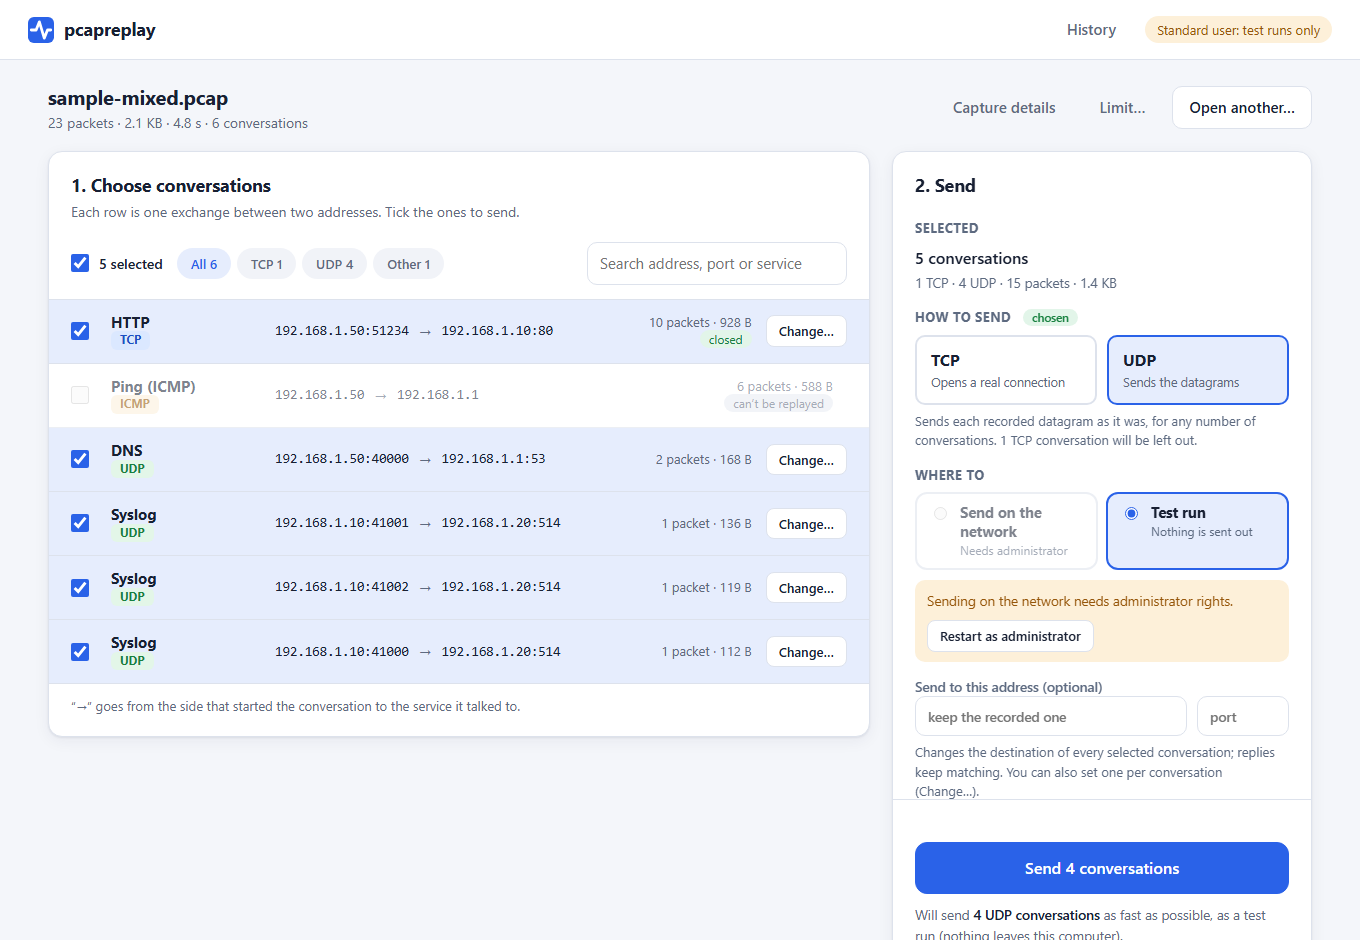 pcapreplay
History
Standard user: test runs only
sample-mixed.pcap
23 packets · 2.1 KB · 4.8 s · 6 conversations
Capture details
Limit...
Open another...
1. Choose conversations
Each row is one exchange between two addresses. Tick the ones to send.
5 selected
All 6
TCP 1
UDP 4
Other 1
Search address, port or service
HTTP
TCP
192.168.1.50:51234 → 192.168.1.10:80
10 packets · 928 B
closed
Change...
Ping (ICMP)
ICMP
192.168.1.50 → 192.168.1.1
6 packets · 588 B
can't be replayed
DNS
UDP
192.168.1.50:40000 → 192.168.1.1:53
2 packets · 168 B
Change...
Syslog
UDP
192.168.1.10:41001 → 192.168.1.20:514
1 packet · 136 B
Change...
Syslog
UDP
192.168.1.10:41002 → 192.168.1.20:514
1 packet · 119 B
Change...
Syslog
UDP
192.168.1.10:41000 → 192.168.1.20:514
1 packet · 112 B
Change...
"→" goes from the side that started the conversation to the service it talked to.
2. Send
SELECTED
5 conversations
1 TCP · 4 UDP · 15 packets · 1.4 KB
HOW TO SEND
chosen
TCP
Opens a real connection
UDP
Sends the datagrams
Sends each recorded datagram as it was, for any number of
conversations. 1 TCP conversation will be left out.
WHERE TO
Send on the
network
Needs administrator
Test run
Nothing is sent out
Sending on the network needs administrator rights.
Restart as administrator
Send to this address (optional)
keep the recorded one
port
Changes the destination of every selected conversation; replies
keep matching. You can also set one per conversation
(Change...).
Send 4 conversations
Will send 4 UDP conversations as fast as possible, as a test
run (nothing leaves this computer).